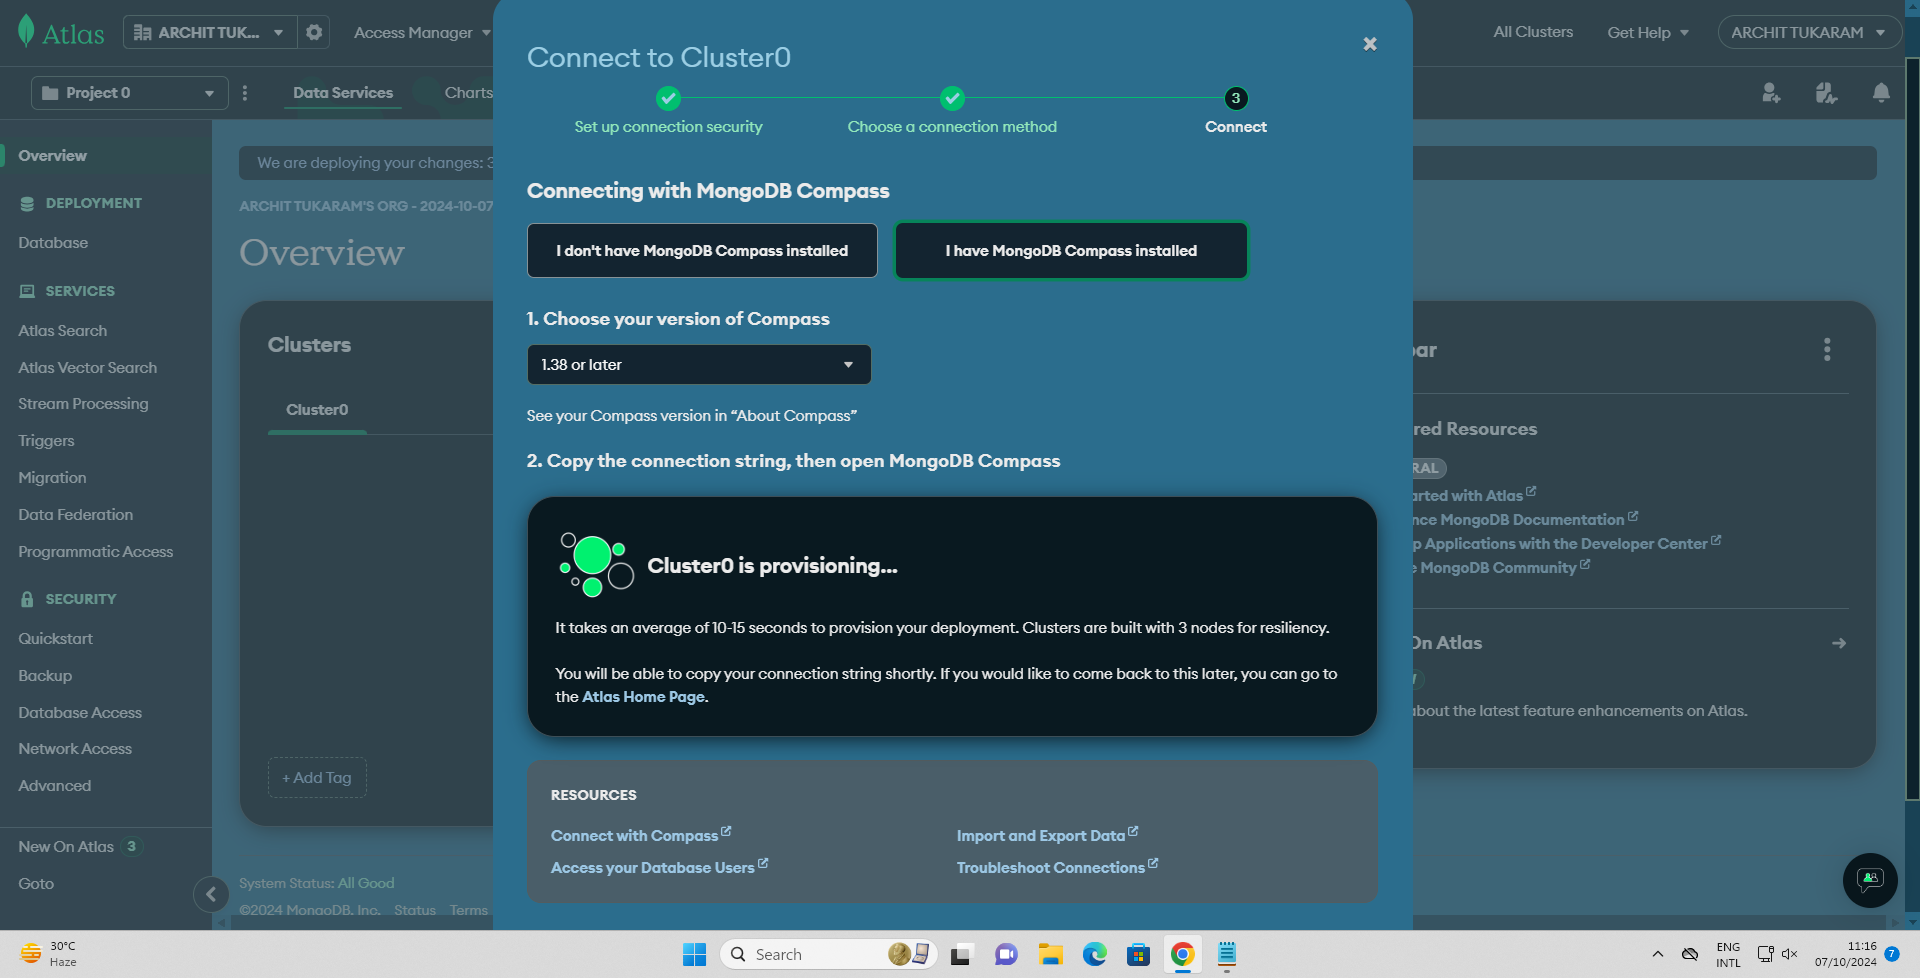 Atlas
ARCHIT TUK...
Access Manager
All Clusters
Get Help
ARCHIT TUKARAM
Project 0
Data Services
Charts
Overview
DEPLOYMENT
Database
SERVICES
Atlas Search
Atlas Vector Search
Stream Processing
Triggers
Migration
Data Federation
Programmatic Access
SECURITY
Quickstart
Backup
Database Access
Network Access
Advanced
New On Atlas 3
Goto
We are deploying your changes: 3
ARCHIT TUKARAM'S ORG - 2024-10-07
Overview
Clusters
Cluster0
+ Add Tag
System Status: All Good
©2024 MongoDB, Inc. Status Terms
Connect to Cluster0
Set up connection security
Choose a connection method
3
Connect
Connecting with MongoDB Compass
I don't have MongoDB Compass installed
I have MongoDB Compass installed
1. Choose your version of Compass
1.38 or later
See your Compass version in “About Compass”
2. Copy the connection string, then open MongoDB Compass
Cluster0 is provisioning...
It takes an average of 10-15 seconds to provision your deployment. Clusters are built with 3 nodes for resiliency.
You will be able to copy your connection string shortly. If you would like to come back to this later, you can go to
the Atlas Home Page.
RESOURCES
Connect with Compass
Import and Export Data
Access your Database Users
Troubleshoot Connections
red Resources
RAL
arted with Atlas
nce MongoDB Documentation
p Applications with the Developer Center
e MongoDB Community
On Atlas
about the latest feature enhancements on Atlas.
30°C
Haze
Search
ENG
INTL
11:16
07/10/2024
7